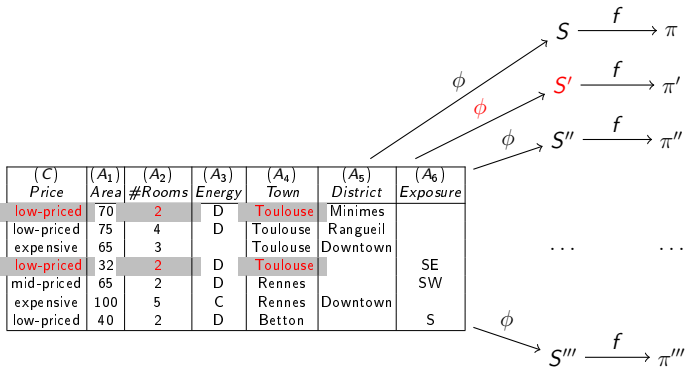 S f π
ϕ
S′ f π′
ϕ
S″ f π″
ϕ
(C) (A₁) (A₂) (A₃) (A₄) (A₅) (A₆)
Price Area #Rooms Energy Town District Exposure
low-priced 70 2 D Toulouse Minimes
low-priced 75 4 D Toulouse Rangueil
expensive 65 3 Toulouse Downtown
... ...
low-priced 32 2 D Toulouse SE
mid-priced 65 2 D Rennes SW
expensive 100 5 C Rennes Downtown
low-priced 40 2 D Betton S
ϕ
S‴ f π‴